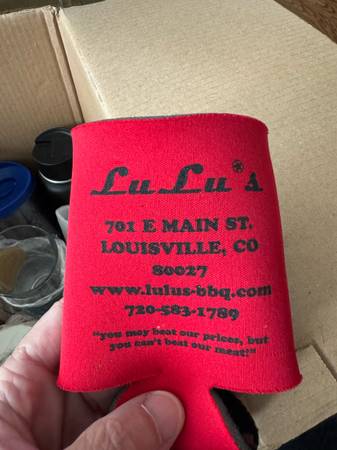 LuLu*s
701 E MAIN ST.
LOUISVILLE, CO
80027
www.lulus-bbq.com
720-583-1789
"you may beat our prices, but
you can't beat our meat!"